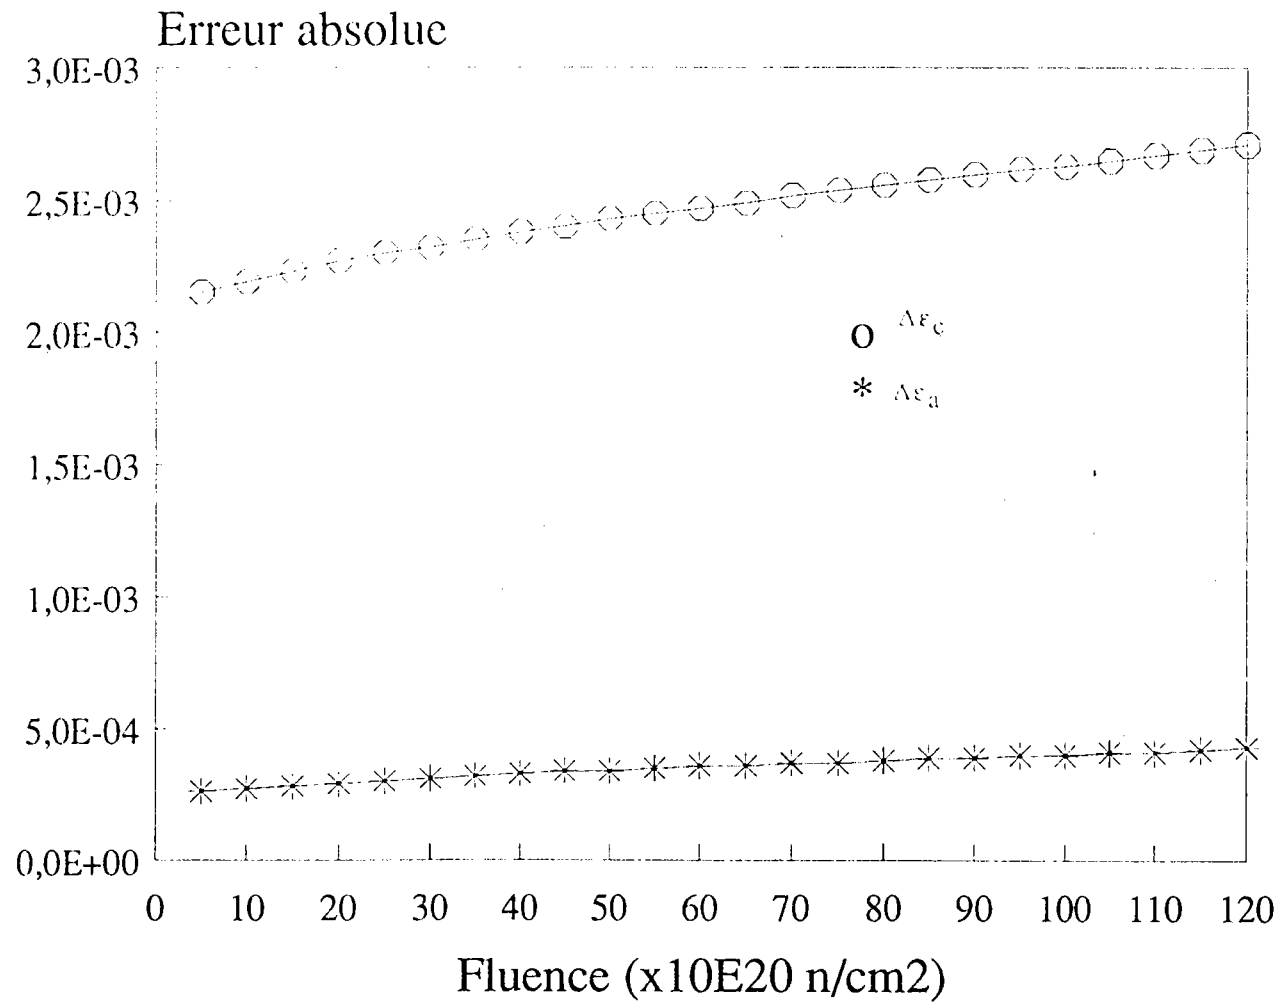 Erreur absolue
3,0E-03
2,5E-03
2,0E-03
1,5E-03
1,0E-03
5,0E-04
0,0E+00
o Δε_c
* Δε_a
0 10 20 30 40 50 60 70 80 90 100 110 120
Fluence (x10E20 n/cm2)